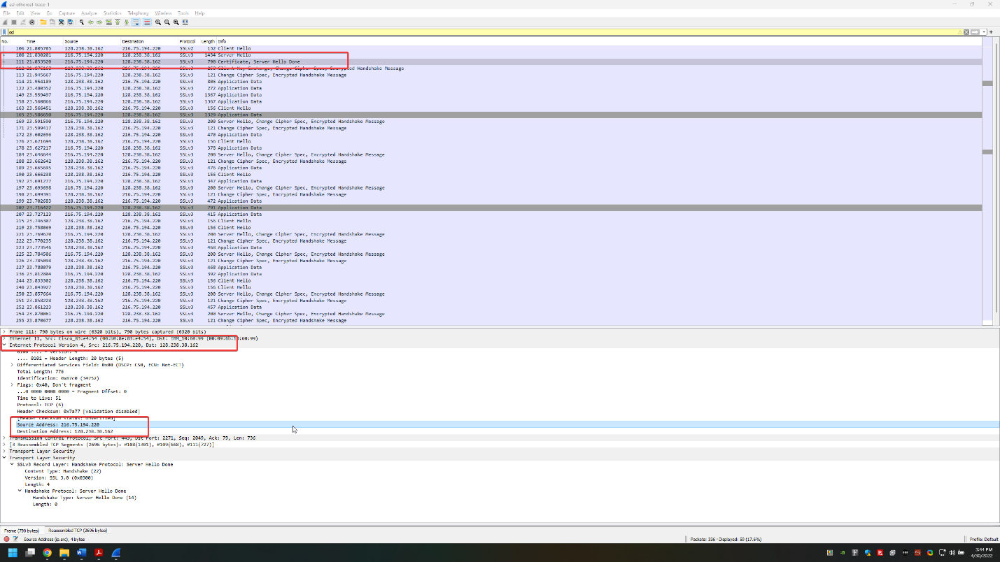 ssl-ethereal-trace-1
File Edit View Go Capture Analyze Statistics Telephony Wireless Tools Help
ssl
No. Time Source Destination Protocol Length Info
106 21.805705 128.238.38.162 216.75.194.220 SSLv2 132 Client Hello
108 21.830201 216.75.194.220 128.238.38.162 SSLv3 1434 Server Hello
111 21.853520 216.75.194.220 128.238.38.162 SSLv3 790 Certificate, Server Hello Done
Client Key Exchange, Change Cipher Spec, Encrypted Handshake Message
113 21.945667 216.75.194.220 128.238.38.162 SSLv3 121 Change Cipher Spec, Encrypted Handshake Message
114 21.954189 128.238.38.162 216.75.194.220 SSLv3 806 Application Data
122 23.480352 216.75.194.220 128.238.38.162 SSLv3 272 Application Data
149 23.559497 216.75.194.220 128.238.38.162 SSLv3 1367 Application Data
158 23.560866 216.75.194.220 128.238.38.162 SSLv3 1367 Application Data
163 23.566451 128.238.38.162 216.75.194.220 SSLv3 156 Client Hello
165 23.586650 216.75.194.220 128.238.38.162 SSLv3 1329 Application Data
169 23.591590 216.75.194.220 128.238.38.162 SSLv3 200 Server Hello, Change Cipher Spec, Encrypted Handshake Message
171 23.599417 128.238.38.162 216.75.194.220 SSLv3 121 Change Cipher Spec, Encrypted Handshake Message
172 23.602696 128.238.38.162 216.75.194.220 SSLv3 470 Application Data
176 23.621694 128.238.38.162 216.75.194.220 SSLv3 156 Client Hello
178 23.627217 216.75.194.220 128.238.38.162 SSLv3 378 Application Data
184 23.646644 216.75.194.220 128.238.38.162 SSLv3 200 Server Hello, Change Cipher Spec, Encrypted Handshake Message
188 23.662642 128.238.38.162 216.75.194.220 SSLv3 121 Change Cipher Spec, Encrypted Handshake Message
189 23.665695 128.238.38.162 216.75.194.220 SSLv3 476 Application Data
190 23.666238 128.238.38.162 216.75.194.220 SSLv3 156 Client Hello
192 23.691277 216.75.194.220 128.238.38.162 SSLv3 347 Application Data
197 23.693698 216.75.194.220 128.238.38.162 SSLv3 200 Server Hello, Change Cipher Spec, Encrypted Handshake Message
198 23.699391 128.238.38.162 216.75.194.220 SSLv3 121 Change Cipher Spec, Encrypted Handshake Message
199 23.702683 128.238.38.162 216.75.194.220 SSLv3 472 Application Data
202 23.716422 216.75.194.220 128.238.38.162 SSLv3 791 Application Data
207 23.727123 216.75.194.220 128.238.38.162 SSLv3 415 Application Data
215 23.746307 128.238.38.162 216.75.194.220 SSLv3 156 Client Hello
219 23.758069 128.238.38.162 216.75.194.220 SSLv3 156 Client Hello
221 23.769670 216.75.194.220 128.238.38.162 SSLv3 200 Server Hello, Change Cipher Spec, Encrypted Handshake Message
222 23.770235 128.238.38.162 216.75.194.220 SSLv3 121 Change Cipher Spec, Encrypted Handshake Message
223 23.773546 128.238.38.162 216.75.194.220 SSLv3 468 Application Data
225 23.784506 216.75.194.220 128.238.38.162 SSLv3 200 Server Hello, Change Cipher Spec, Encrypted Handshake Message
226 23.785098 128.238.38.162 216.75.194.220 SSLv3 121 Change Cipher Spec, Encrypted Handshake Message
227 23.788079 128.238.38.162 216.75.194.220 SSLv3 468 Application Data
236 23.812804 216.75.194.220 128.238.38.162 SSLv3 392 Application Data
244 23.833302 128.238.38.162 216.75.194.220 SSLv3 156 Client Hello
248 23.843927 128.238.38.162 216.75.194.220 SSLv3 156 Client Hello
250 23.857664 216.75.194.220 128.238.38.162 SSLv3 200 Server Hello, Change Cipher Spec, Encrypted Handshake Message
251 23.858228 128.238.38.162 216.75.194.220 SSLv3 121 Change Cipher Spec, Encrypted Handshake Message
252 23.861223 128.238.38.162 216.75.194.220 SSLv3 457 Application Data
254 23.870061 216.75.194.220 128.238.38.162 SSLv3 200 Server Hello, Change Cipher Spec, Encrypted Handshake Message
255 23.870677 128.238.38.162 216.75.194.220 SSLv3 121 Change Cipher Spec, Encrypted Handshake Message
Frame 111: 790 bytes on wire (6320 bits), 790 bytes captured (6320 bits)
Ethernet II, Src: Cisco_83:e4:54 (00:b0:8e:83:e4:54), Dst: IBM_10:60:99 (00:09:6b:10:60:99)
Internet Protocol Version 4, Src: 216.75.194.220, Dst: 128.238.38.162
0100 .... = Version: 4
.... 0101 = Header Length: 20 bytes (5)
Differentiated Services Field: 0x00 (DSCP: CS0, ECN: Not-ECT)
Total Length: 776
Identification: 0x87c0 (34752)
Flags: 0x40, Don't fragment
...0 0000 0000 0000 = Fragment Offset: 0
Time to Live: 51
Protocol: TCP (6)
Header Checksum: 0x7a77 [validation disabled]
[Header checksum status: Unverified]
Source Address: 216.75.194.220
Destination Address: 128.238.38.162
Transmission Control Protocol, Src Port: 443, Dst Port: 2271, Seq: 2049, Ack: 79, Len: 736
[3 Reassembled TCP Segments (2696 bytes): #108(1301), #109(668), #111(727)]
Transport Layer Security
Transport Layer Security
SSLv3 Record Layer: Handshake Protocol: Server Hello Done
Content Type: Handshake (22)
Version: SSL 3.0 (0x0300)
Length: 4
Handshake Protocol: Server Hello Done
Handshake Type: Server Hello Done (14)
Length: 0
Frame (790 bytes) Reassembled TCP (2696 bytes)
Source Address (ip.src), 4 bytes Packets: 336 · Displayed: 59 (17.6%) Profile: Default
3:44 PM
4/30/2022